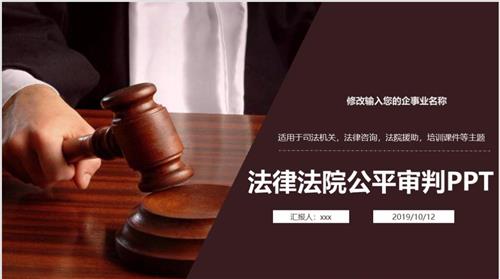 修改输入您的企事业名称
适用于司法机关，法律咨询，法院援助，培训课件等主题
法律法院公平审判PPT
汇报人：xxx
2019/10/12